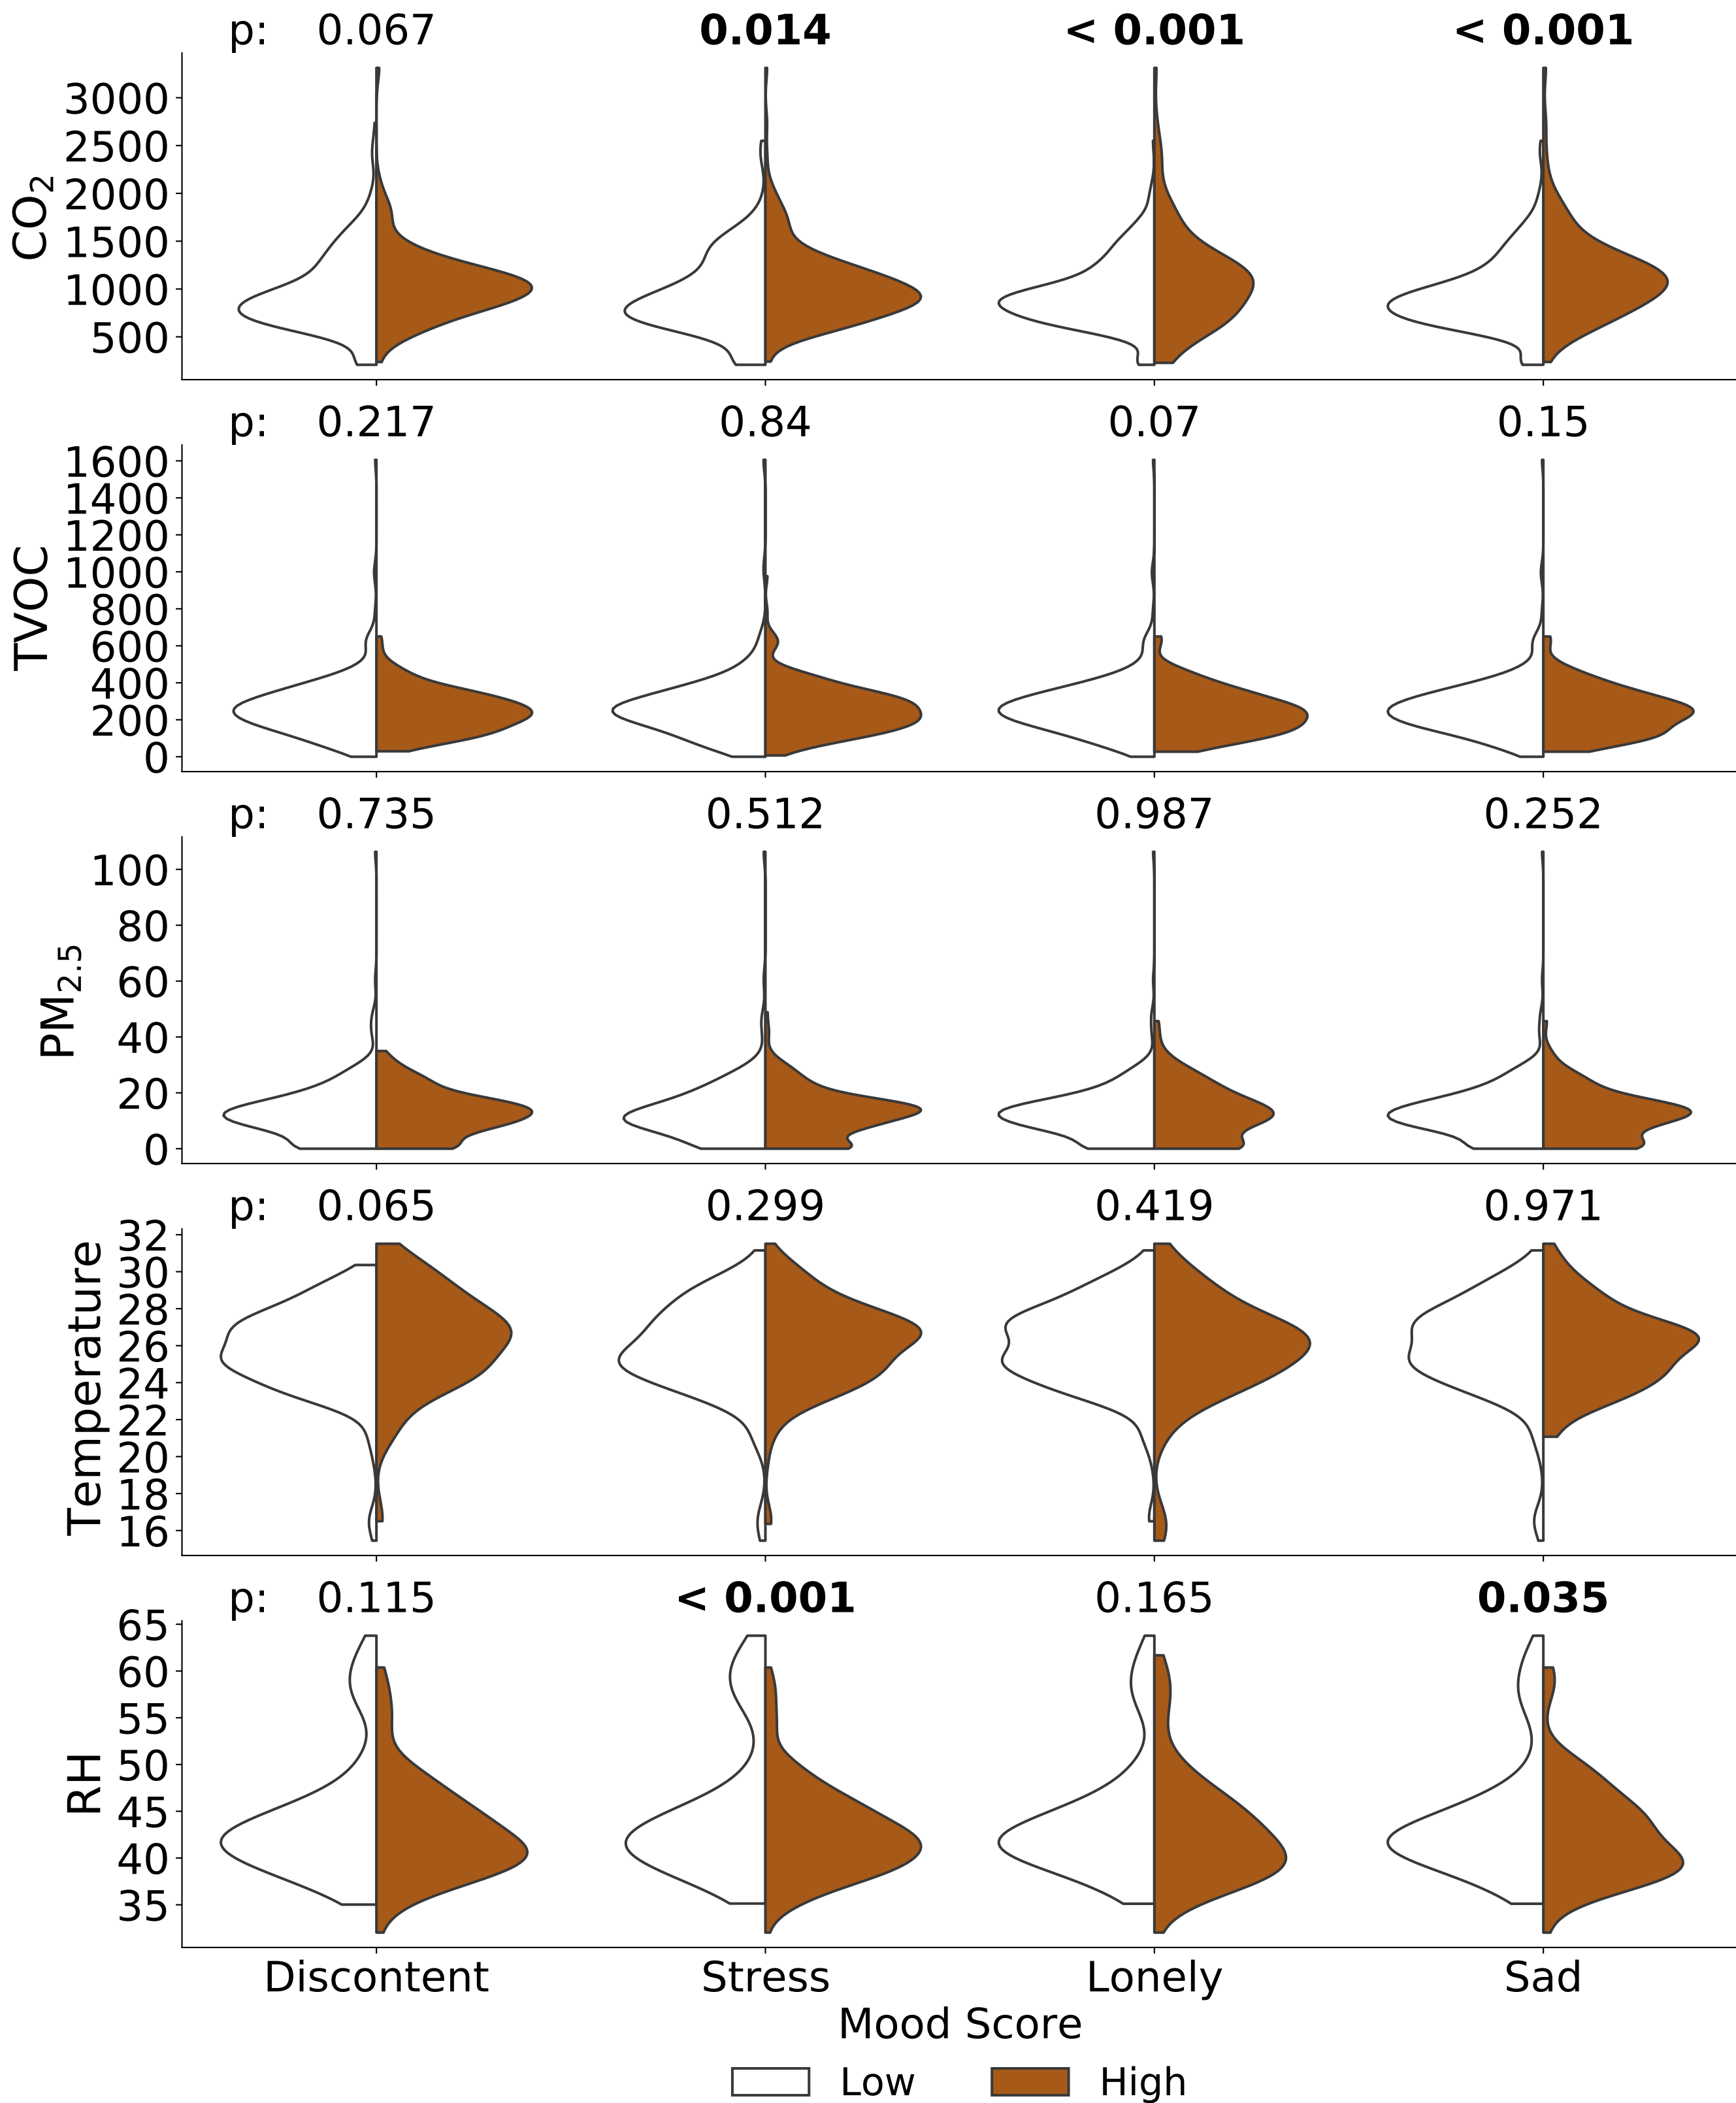 p: 0.067 0.014 < 0.001 < 0.001
CO2
3000
2500
2000
1500
1000
500
p: 0.217 0.84 0.07 0.15
TVOC
1600
1400
1200
1000
800
600
400
200
0
p: 0.735 0.512 0.987 0.252
PM2.5
100
80
60
40
20
0
p: 0.065 0.299 0.419 0.971
Temperature
32
30
28
26
24
22
20
18
16
p: 0.115 < 0.001 0.165 0.035
RH
65
60
55
50
45
40
35
Discontent Stress Lonely Sad
Mood Score
Low High